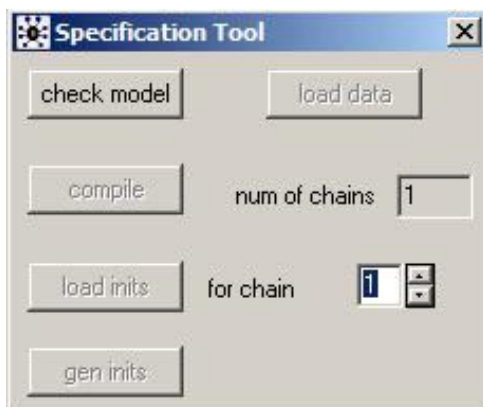 Specification Tool
check model load data
compile num of chains 1
load inits for chain 1
gen inits